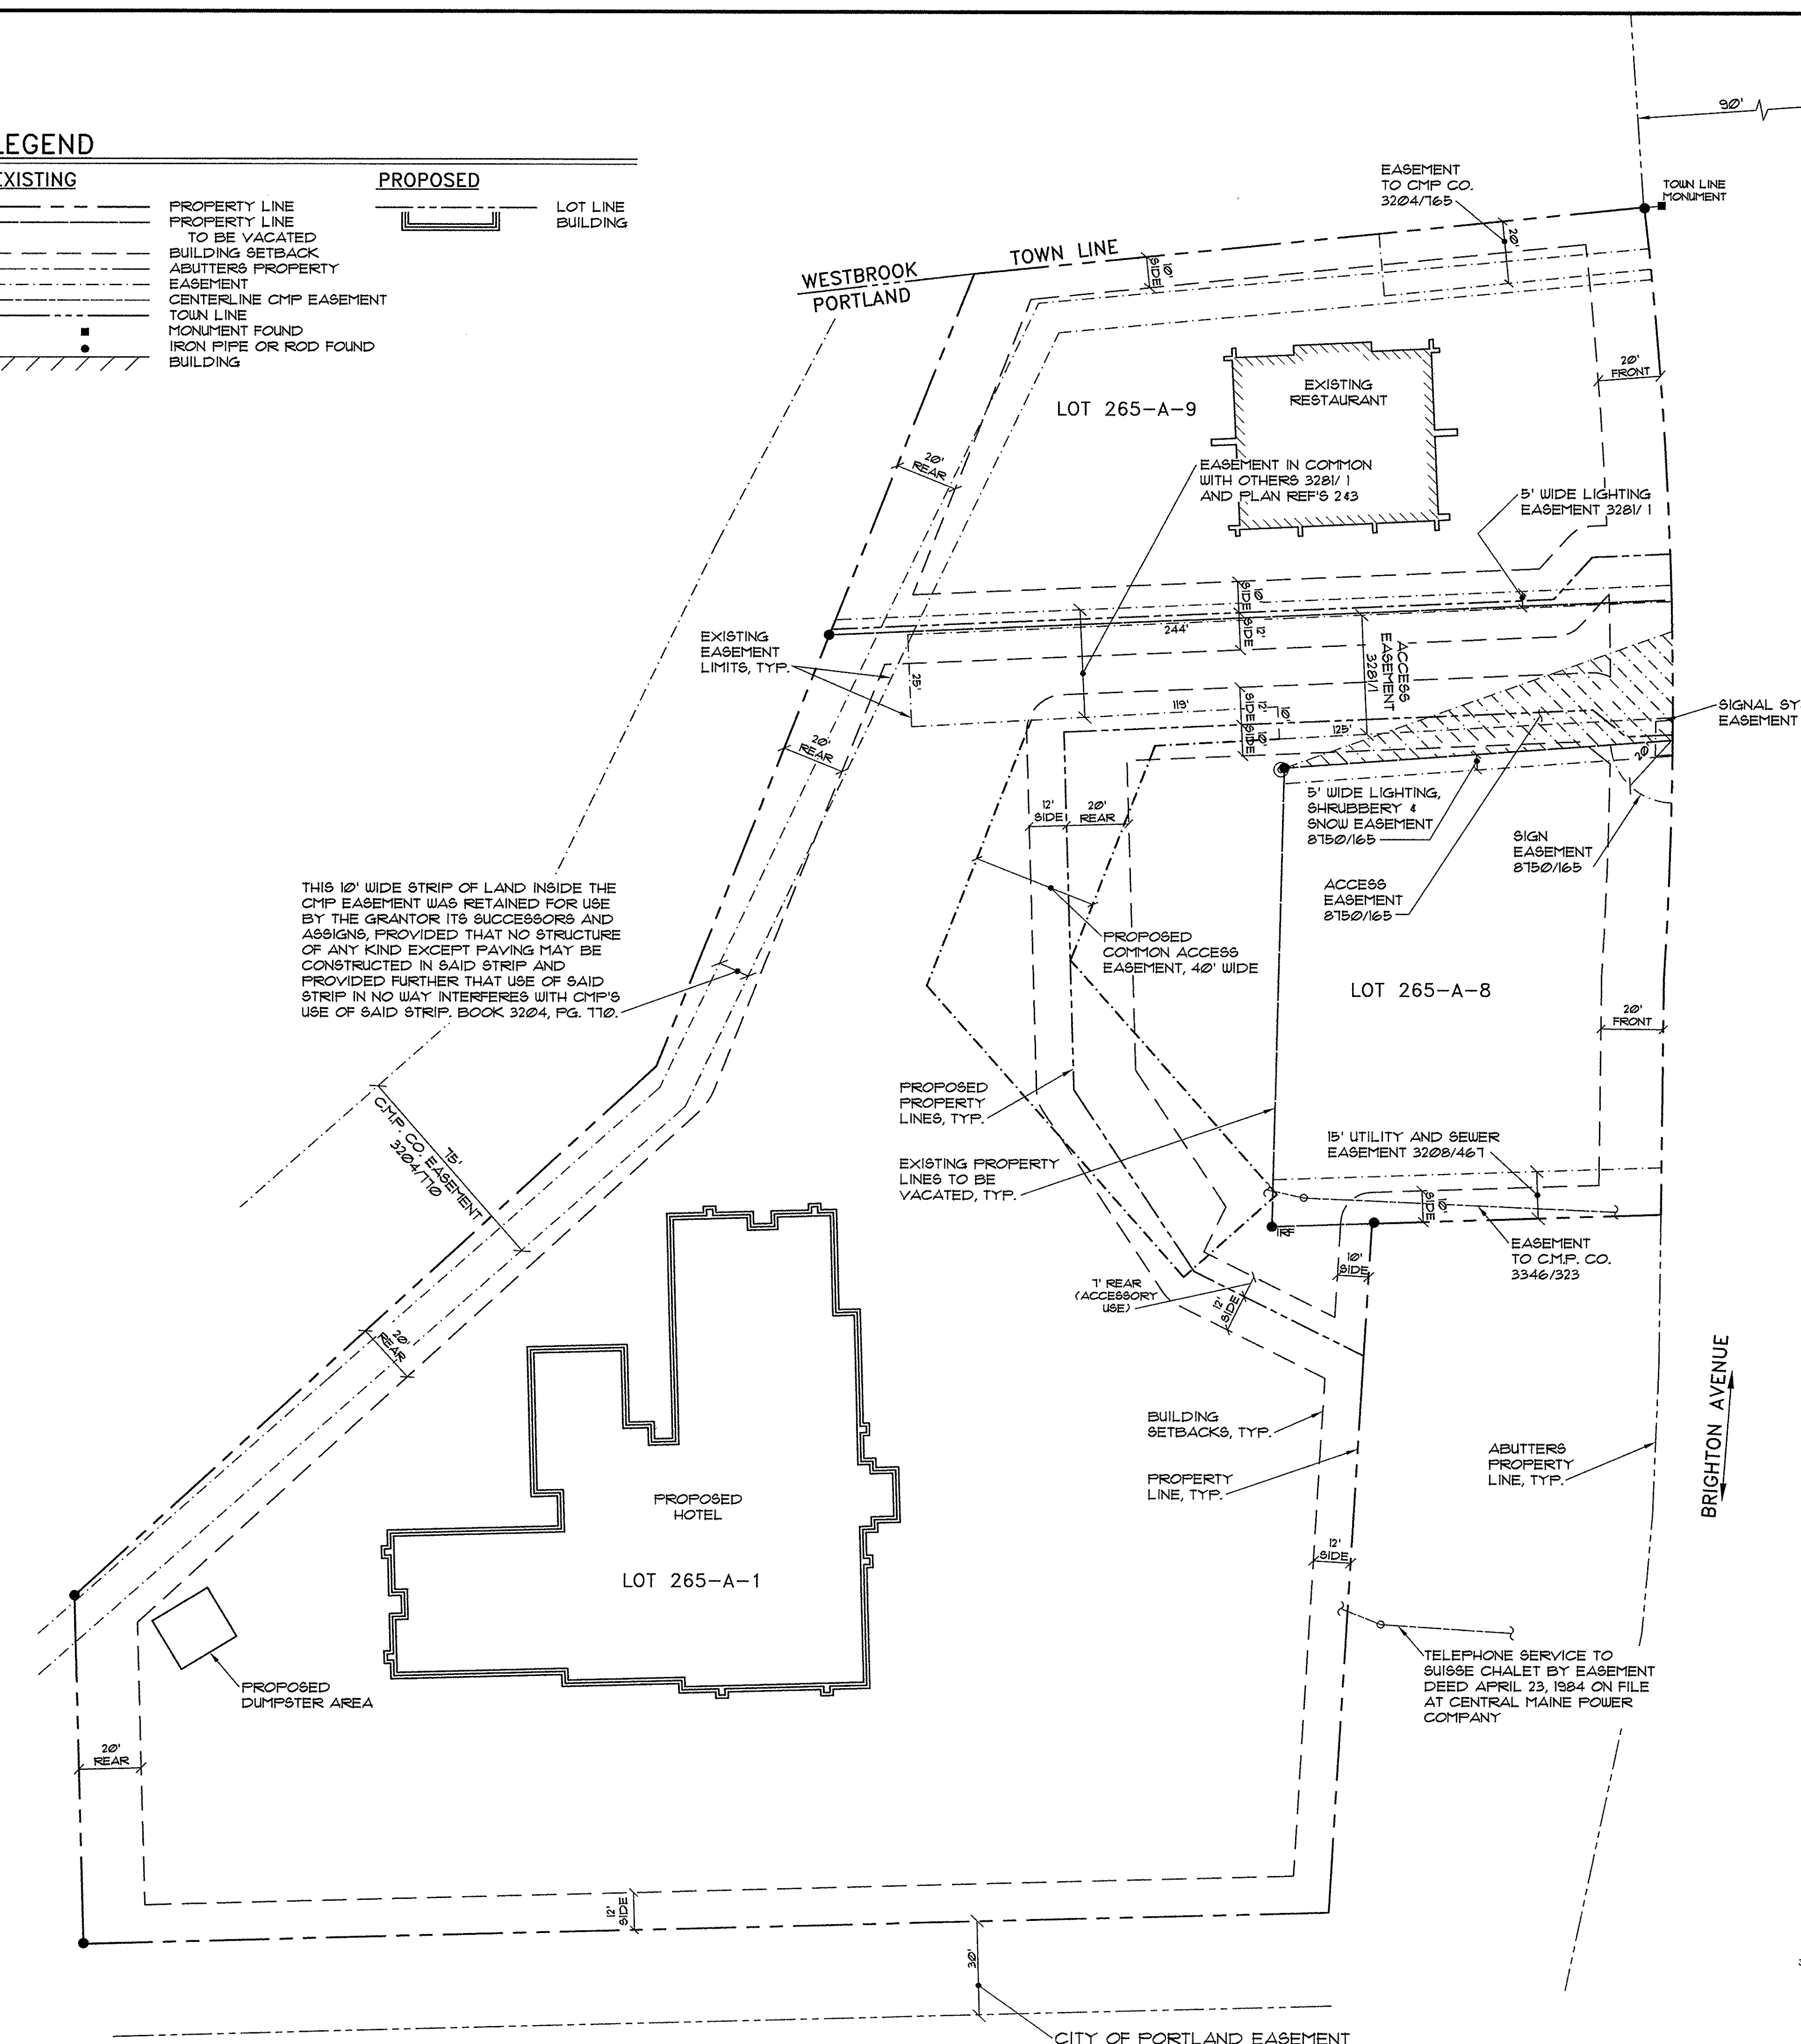 LEGEND
EXISTING
PROPERTY LINE
PROPERTY LINE
TO BE VACATED
BUILDING SETBACK
ABUTTERS PROPERTY
EASEMENT
CENTERLINE CMP EASEMENT
TOWN LINE
MONUMENT FOUND
IRON PIPE OR ROD FOUND
BUILDING
PROPOSED
LOT LINE
BUILDING
90'
EASEMENT
TO CMP CO.
3204/765
20'
TOWN LINE
MONUMENT
WESTBROOK
PORTLAND
TOWN LINE
10'
SIDE
20'
FRONT
EXISTING
RESTAURANT
LOT 265-A-9
20'
REAR
EASEMENT IN COMMON
WITH OTHERS 3281/ 1
AND PLAN REF'S 2&3
5' WIDE LIGHTING
EASEMENT 3281/ 1
10'
SIDE
12'
SIDE
244'
EXISTING
EASEMENT
LIMITS, TYP.
25'
ACCESS
EASEMENT
3281/1
119'
12'
SIDE
10'
SIDE
10'
125'
SIGNAL SY
EASEMENT
20'
REAR
20'
12'
SIDE
20'
REAR
5' WIDE LIGHTING,
SHRUBBERY &
SNOW EASEMENT
8750/165
SIGN
EASEMENT
8750/165
ACCESS
EASEMENT
8750/165
THIS 10' WIDE STRIP OF LAND INSIDE THE
CMP EASEMENT WAS RETAINED FOR USE
BY THE GRANTOR ITS SUCCESSORS AND
ASSIGNS, PROVIDED THAT NO STRUCTURE
OF ANY KIND EXCEPT PAVING MAY BE
CONSTRUCTED IN SAID STRIP AND
PROVIDED FURTHER THAT USE OF SAID
STRIP IN NO WAY INTERFERES WITH CMP'S
USE OF SAID STRIP. BOOK 3204, PG. 770.
PROPOSED
COMMON ACCESS
EASEMENT, 40' WIDE
LOT 265-A-8
20'
FRONT
75'
C.M.P. CO. EASEMENT
3204/770
PROPOSED
PROPERTY
LINES, TYP.
EXISTING PROPERTY
LINES TO BE
VACATED, TYP.
15' UTILITY AND SEWER
EASEMENT 3208/467
10'
SIDE
EASEMENT
TO C.M.P. CO.
3346/323
10'
SIDE
7' REAR
(ACCESSORY
USE)
12'
SIDE
20'
REAR
BUILDING
SETBACKS, TYP.
PROPERTY
LINE, TYP.
ABUTTERS
PROPERTY
LINE, TYP.
BRIGHTON AVENUE
PROPOSED
HOTEL
LOT 265-A-1
12'
SIDE
PROPOSED
DUMPSTER AREA
TELEPHONE SERVICE TO
SUISSE CHALET BY EASEMENT
DEED APRIL 23, 1984 ON FILE
AT CENTRAL MAINE POWER
COMPANY
20'
REAR
12'
SIDE
30'
CITY OF PORTLAND EASEMENT